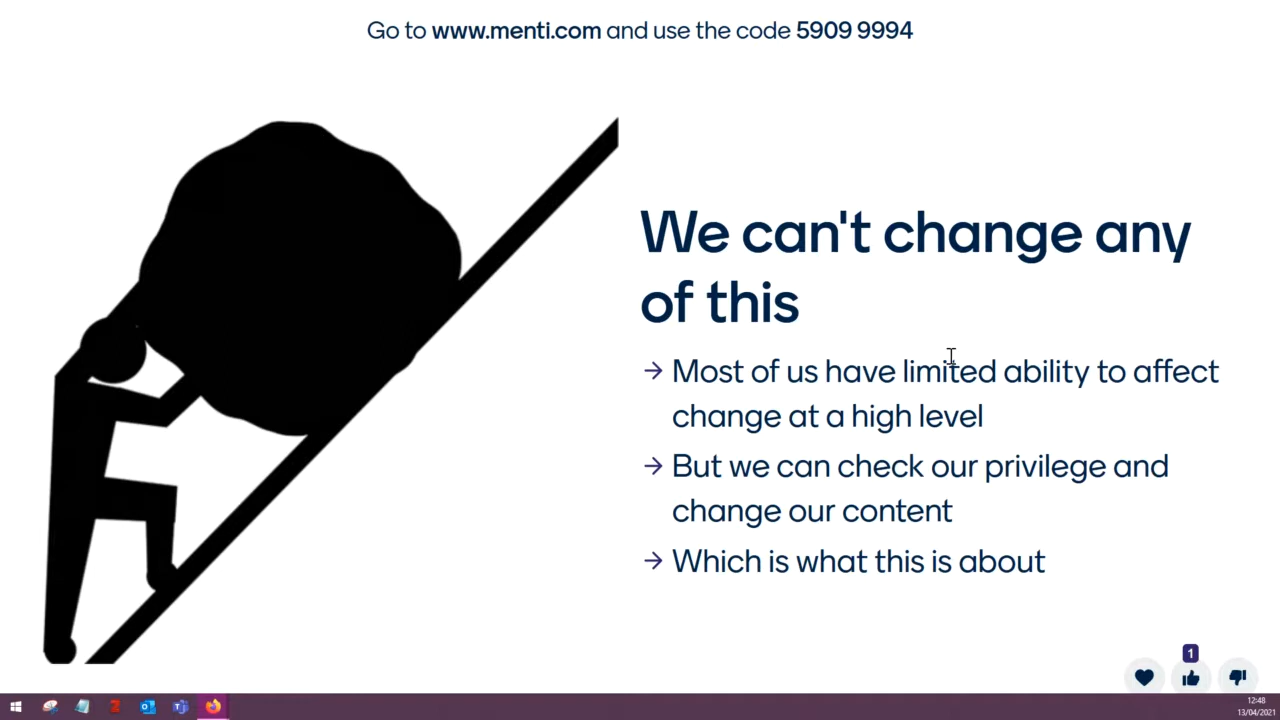 Go to www.menti.com and use the code 5909 9994
We can't change any
of this
→ Most of us have limited ability to affect
change at a high level
→ But we can check our privilege and
change our content
→ Which is what this is about
1
12:48
13/04/2021